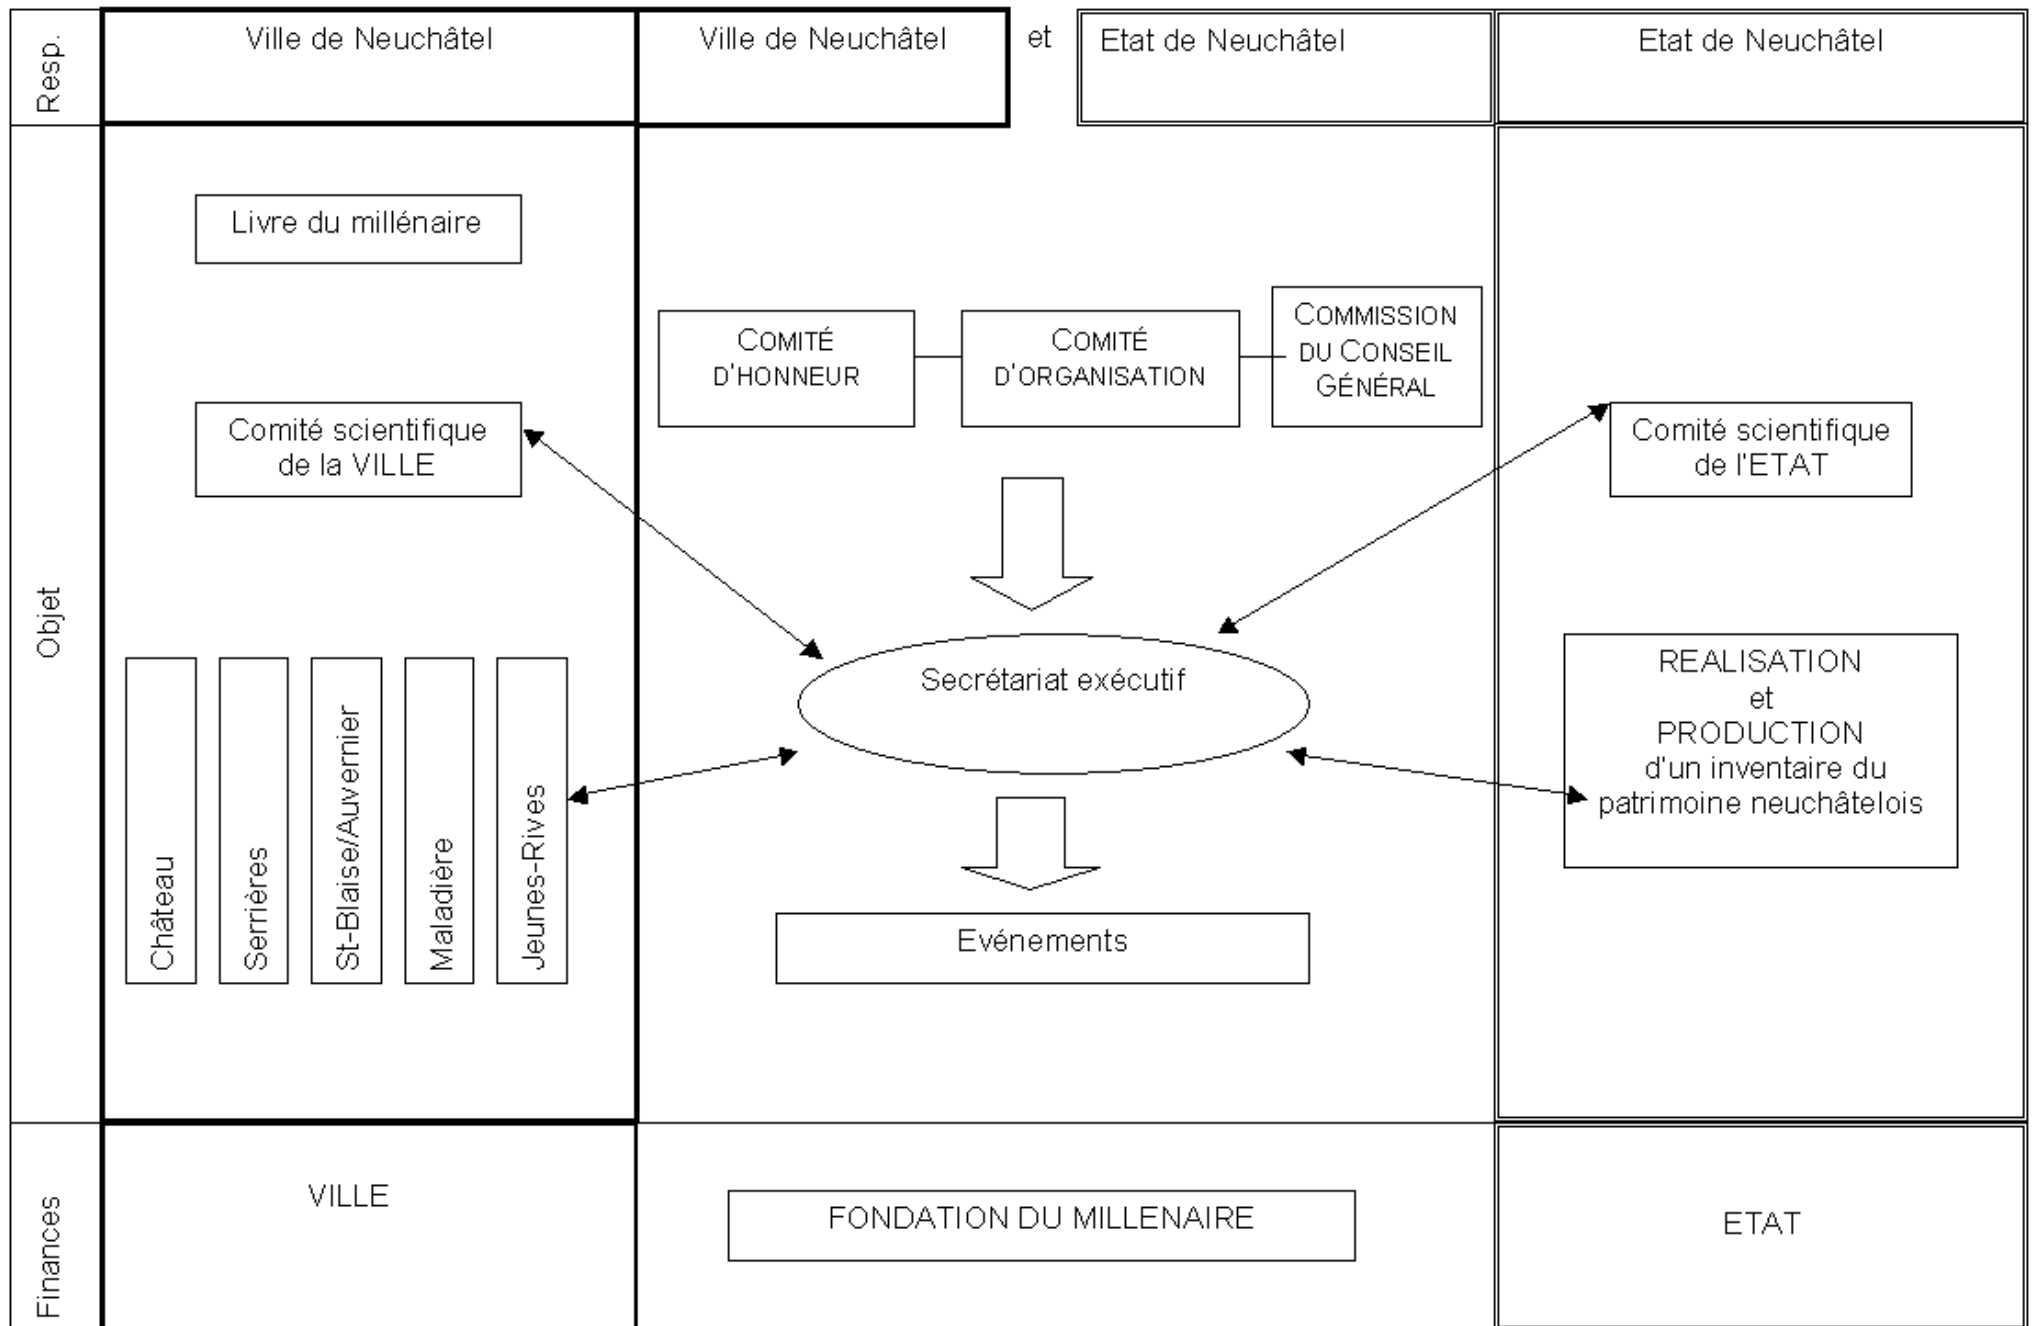 Resp.
Ville de Neuchâtel
Ville de Neuchâtel
et
Etat de Neuchâtel
Etat de Neuchâtel
Objet
Livre du millénaire
Comité scientifique
de la VILLE
Château
Serrières
St-Blaise/Auvernier
Maladière
Jeunes-Rives
COMITÉ
D'HONNEUR
COMITÉ
D'ORGANISATION
COMMISSION
DU CONSEIL
GÉNÉRAL
Secrétariat exécutif
Evénements
Comité scientifique
de l'ETAT
REALISATION
et
PRODUCTION
d'un inventaire du
patrimoine neuchâtelois
Finances
VILLE
FONDATION DU MILLENAIRE
ETAT